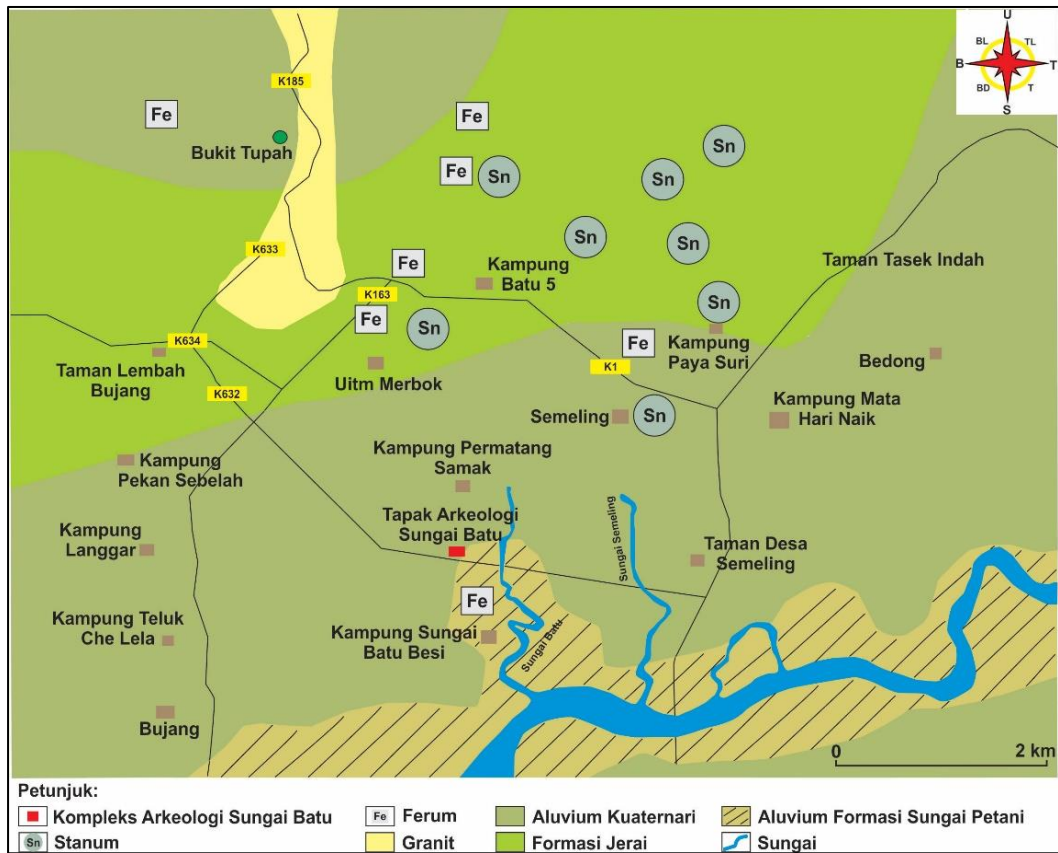 U
BL
TL
B
T
BD
T
S
K185
Fe
Fe
Bukit Tupah
Sn
Fe
Sn
Sn
K633
Sn
Sn
Fe
Kampung
Batu 5
Taman Tasek Indah
K163
Fe
Sn
Sn
K634
Fe
Kampung
Paya Suri
Taman Lembah
Bujang
Uitm Merbok
K1
Bedong
K632
Semeling
Sn
Kampung Mata
Hari Naik
Kampung
Pekan Sebelah
Kampung Permatang
Samak
Tapak Arkeologi
Sungai Batu
Kampung
Langgar
Sungai Semeling
Taman Desa
Semeling
Fe
Kampung Teluk
Che Lela
Kampung Sungai
Batu Besi
Sungai Batu
Bujang
0
2 km
Petunjuk:
Kompleks Arkeologi Sungai Batu
Fe
Ferum
Aluvium Kuaternari
Aluvium Formasi Sungai Petani
Sn
Stanum
Granit
Formasi Jerai
Sungai